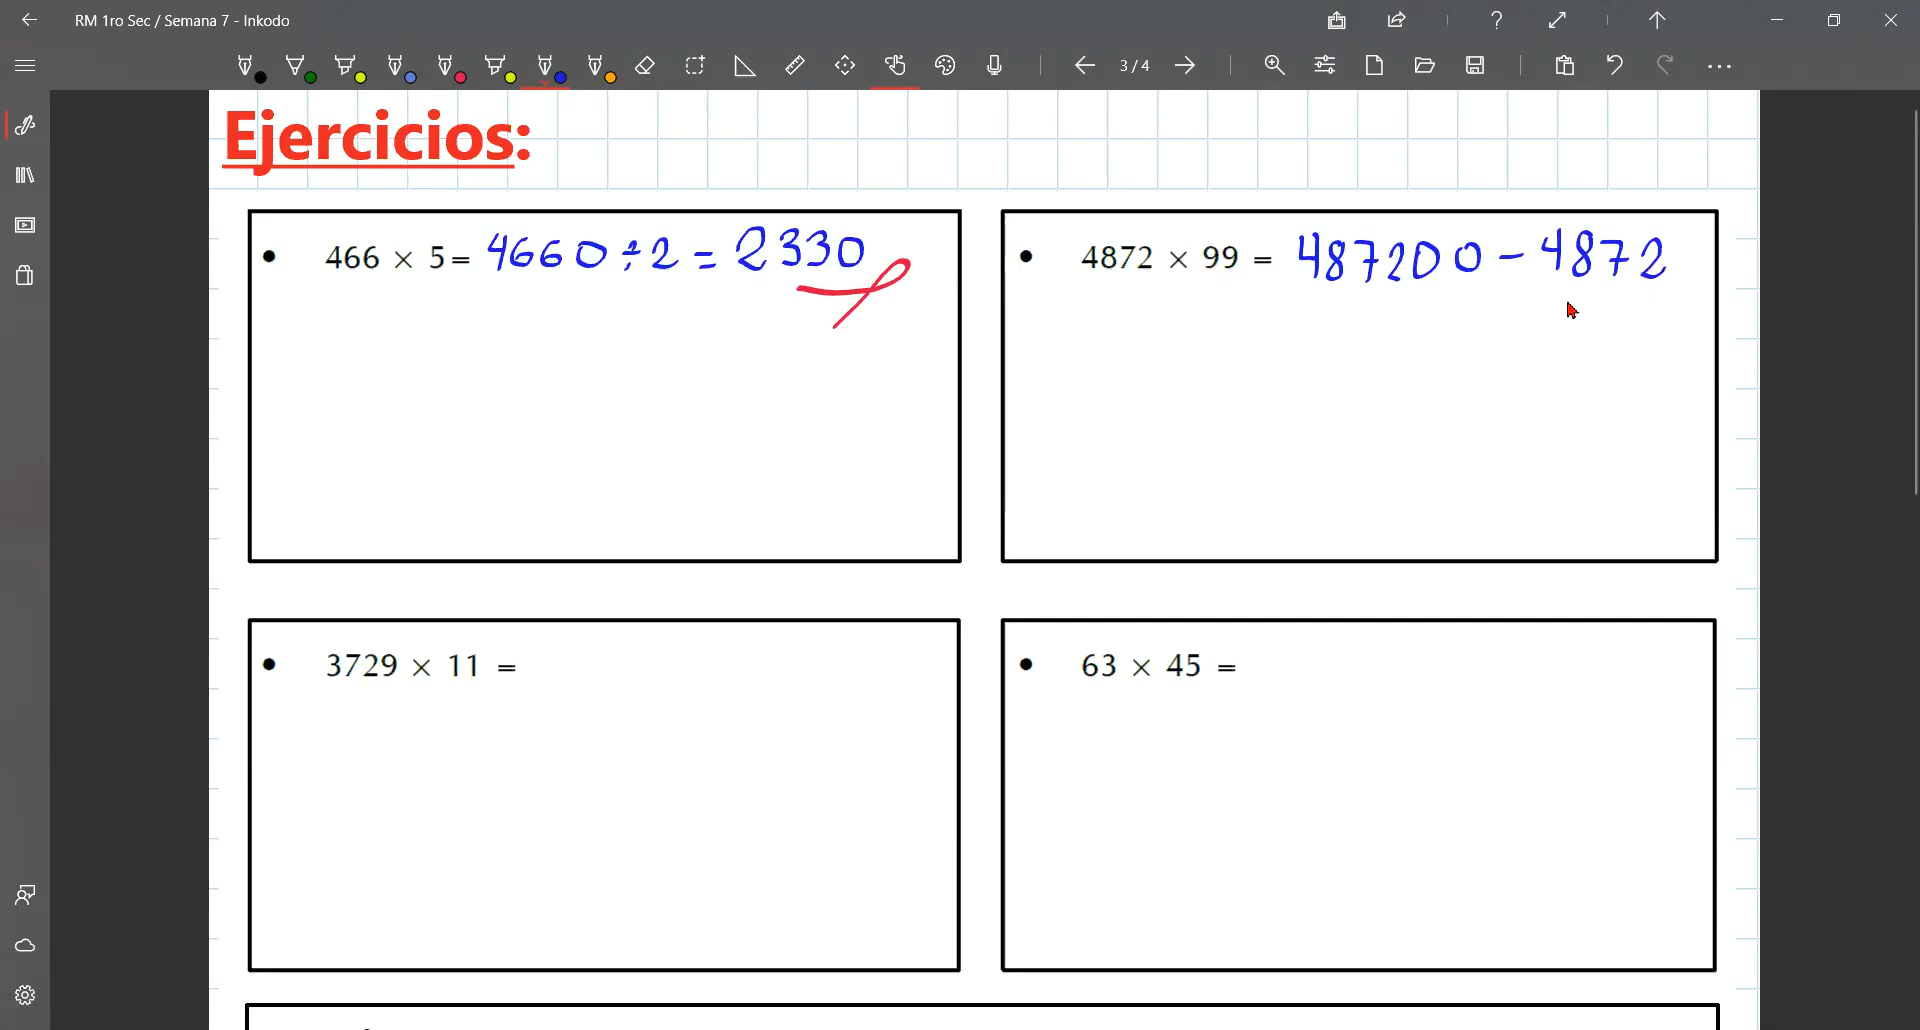 RM 1ro Sec / Semana 7 - Inkodo
3 / 4
Ejercicios:
• 466 × 5 = 4660 ÷ 2 = 2330
• 4872 × 99 = 487200 - 4872
• 3729 × 11 =
• 63 × 45 =